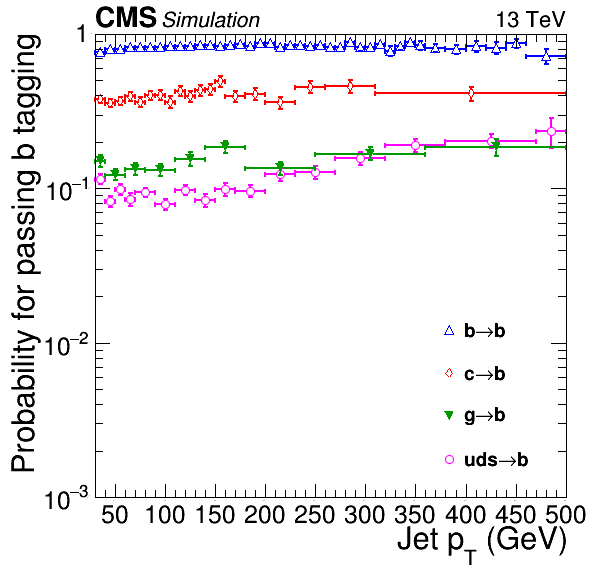 CMS Simulation 13 TeV
Probability for passing b tagging
1
10⁻¹
10⁻²
10⁻³
b→b
c→b
g→b
uds→b
50 100 150 200 250 300 350 400 450 500
Jet p_T (GeV)